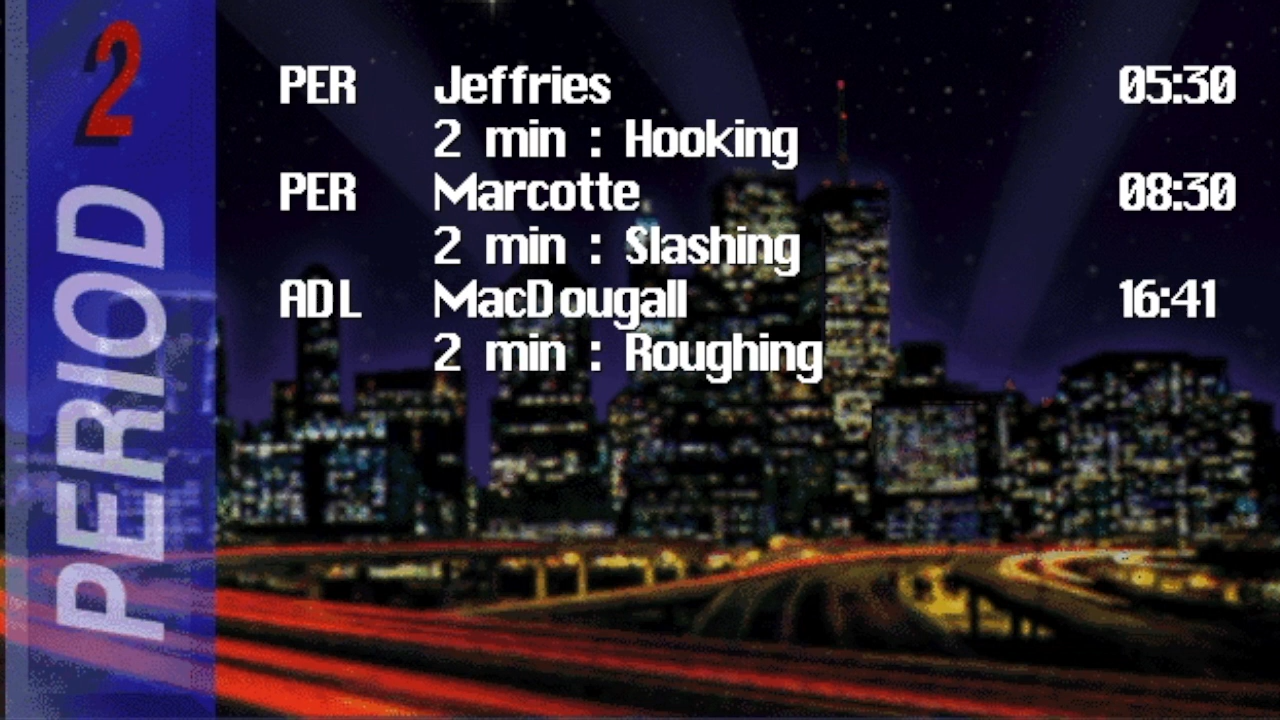 PERIOD 2
PER Jeffries 05:30
2 min : Hooking
PER Marcotte 08:30
2 min : Slashing
ADL MacDougall 16:41
2 min : Roughing